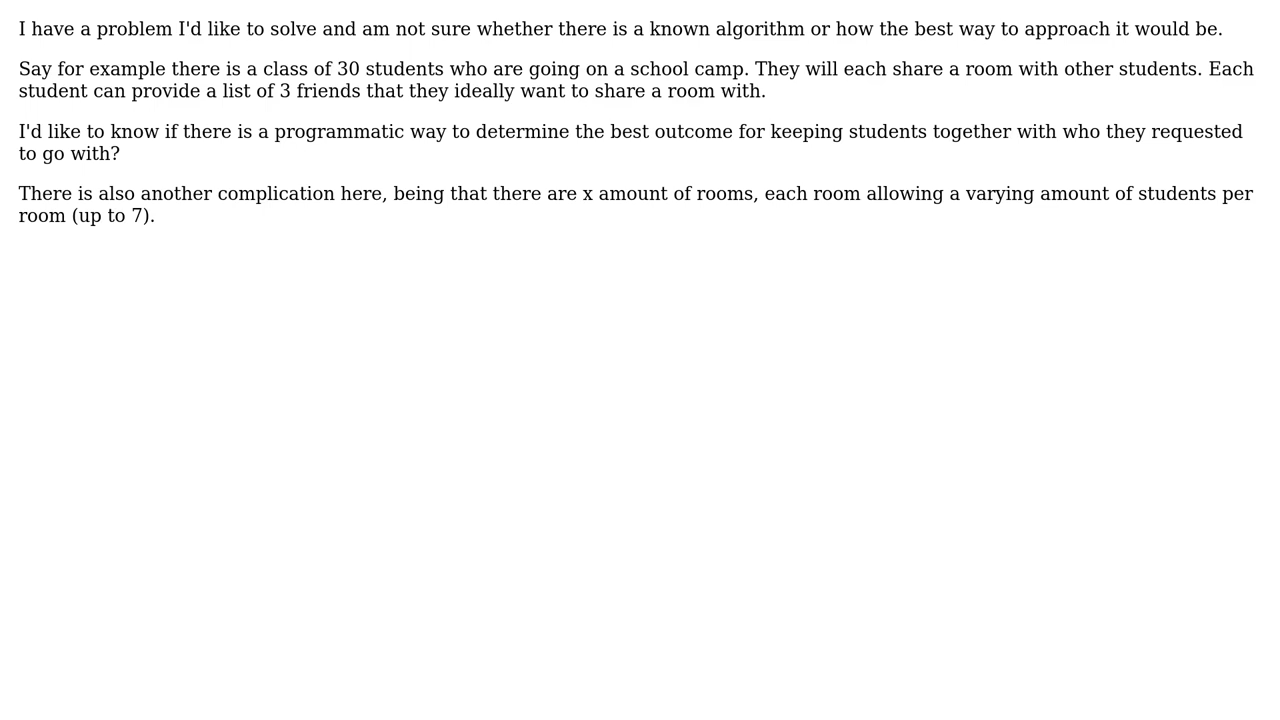 I have a problem I'd like to solve and am not sure whether there is a known algorithm or how the best way to approach it would be.
Say for example there is a class of 30 students who are going on a school camp. They will each share a room with other students. Each
student can provide a list of 3 friends that they ideally want to share a room with.
I'd like to know if there is a programmatic way to determine the best outcome for keeping students together with who they requested
to go with?
There is also another complication here, being that there are x amount of rooms, each room allowing a varying amount of students per
room (up to 7).